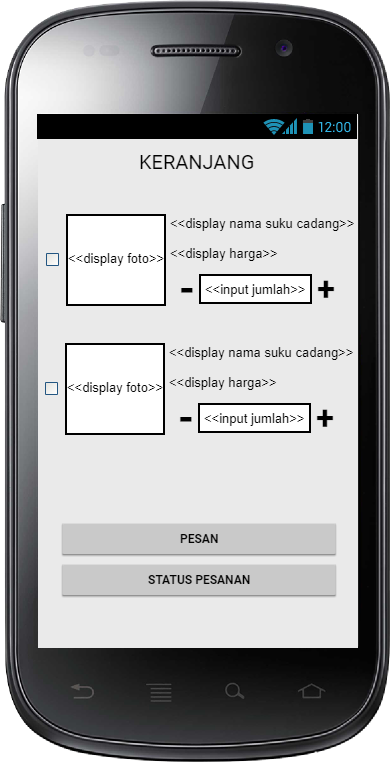 12:00
KERANJANG
<<display foto>>
<<display nama suku cadang>>
<<display harga>>
- <<input jumlah>> +
<<display foto>>
<<display nama suku cadang>>
<<display harga>>
- <<input jumlah>> +
PESAN
STATUS PESANAN